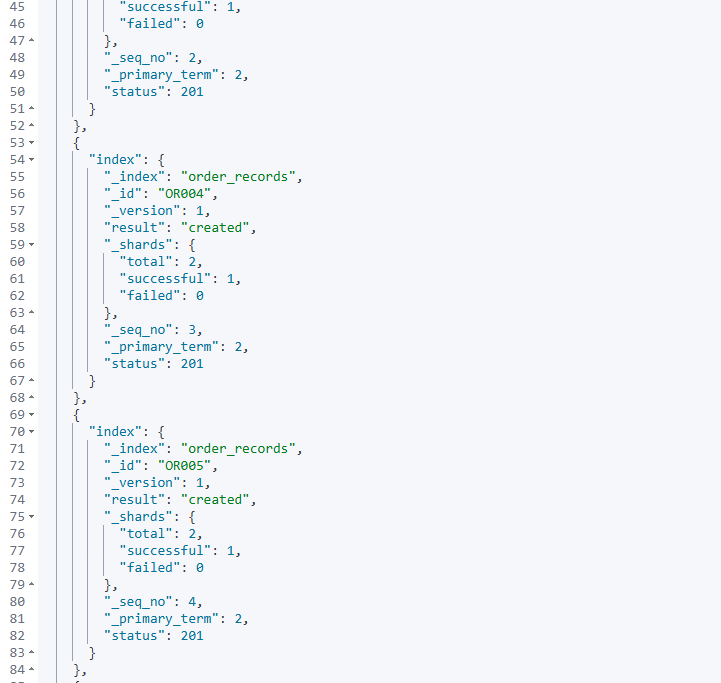 45 "successful": 1,
46 "failed": 0
47 },
48 "_seq_no": 2,
49 "_primary_term": 2,
50 "status": 201
51 }
52 },
53 {
54 "index": {
55 "_index": "order_records",
56 "_id": "OR004",
57 "_version": 1,
58 "result": "created",
59 "_shards": {
60 "total": 2,
61 "successful": 1,
62 "failed": 0
63 },
64 "_seq_no": 3,
65 "_primary_term": 2,
66 "status": 201
67 }
68 },
69 {
70 "index": {
71 "_index": "order_records",
72 "_id": "OR005",
73 "_version": 1,
74 "result": "created",
75 "_shards": {
76 "total": 2,
77 "successful": 1,
78 "failed": 0
79 },
80 "_seq_no": 4,
81 "_primary_term": 2,
82 "status": 201
83 }
84 },